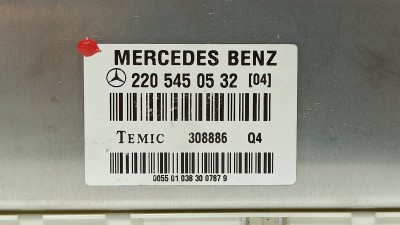 MERCEDES BENZ
220 545 05 32 [04]
TEMIC 308886 Q4
0055 01 038 30 0787 9